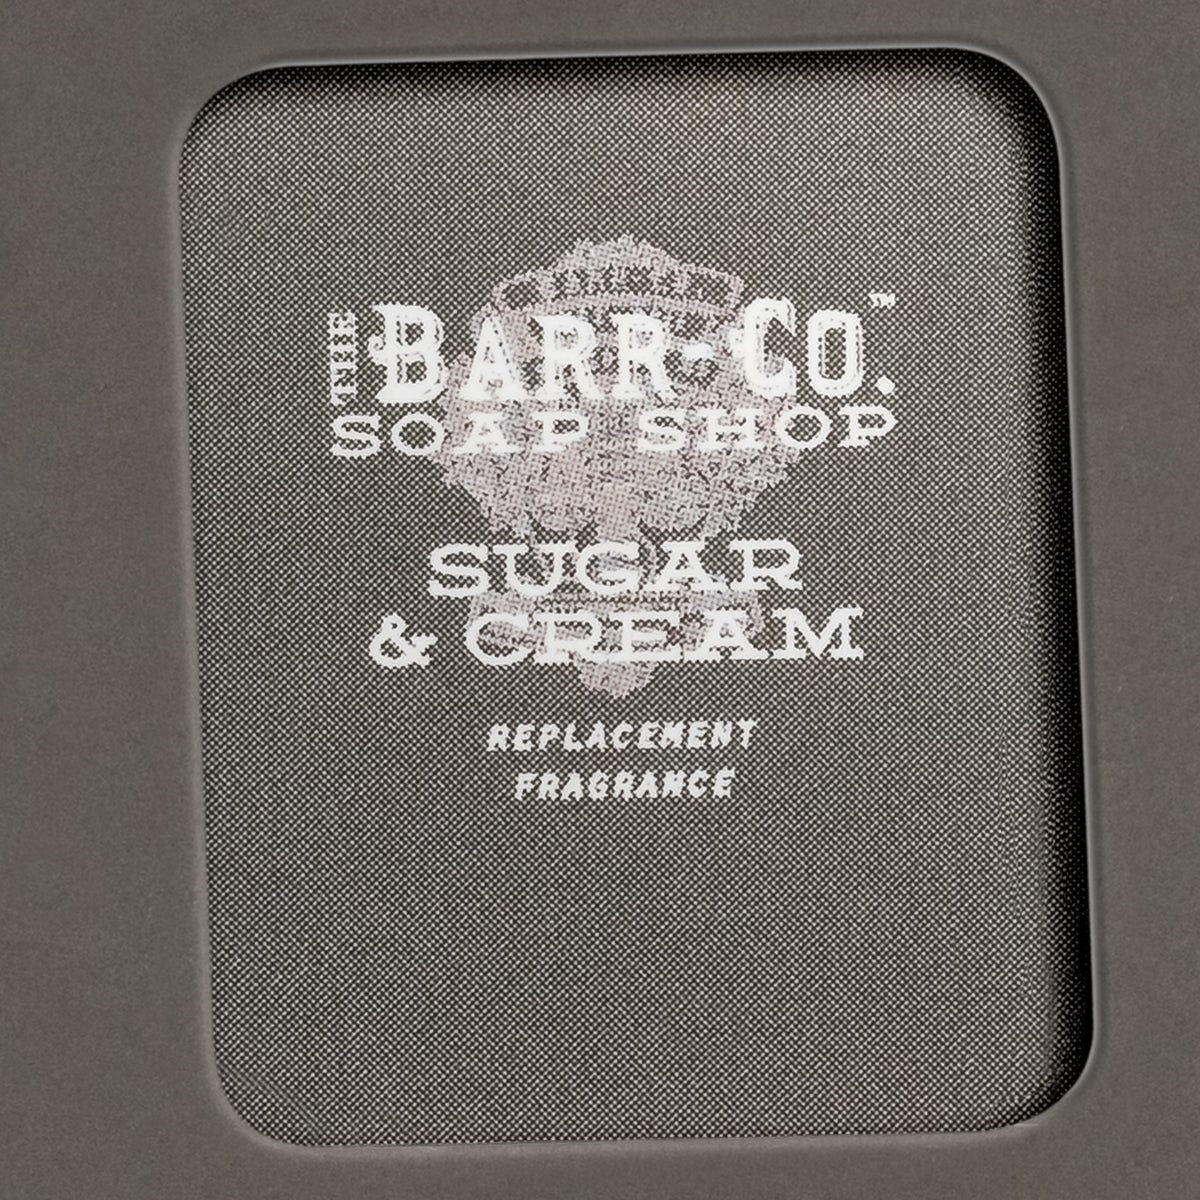 THE BARR-CO.™
SOAP SHOP
SUGAR
& CREAM
REPLACEMENT
FRAGRANCE